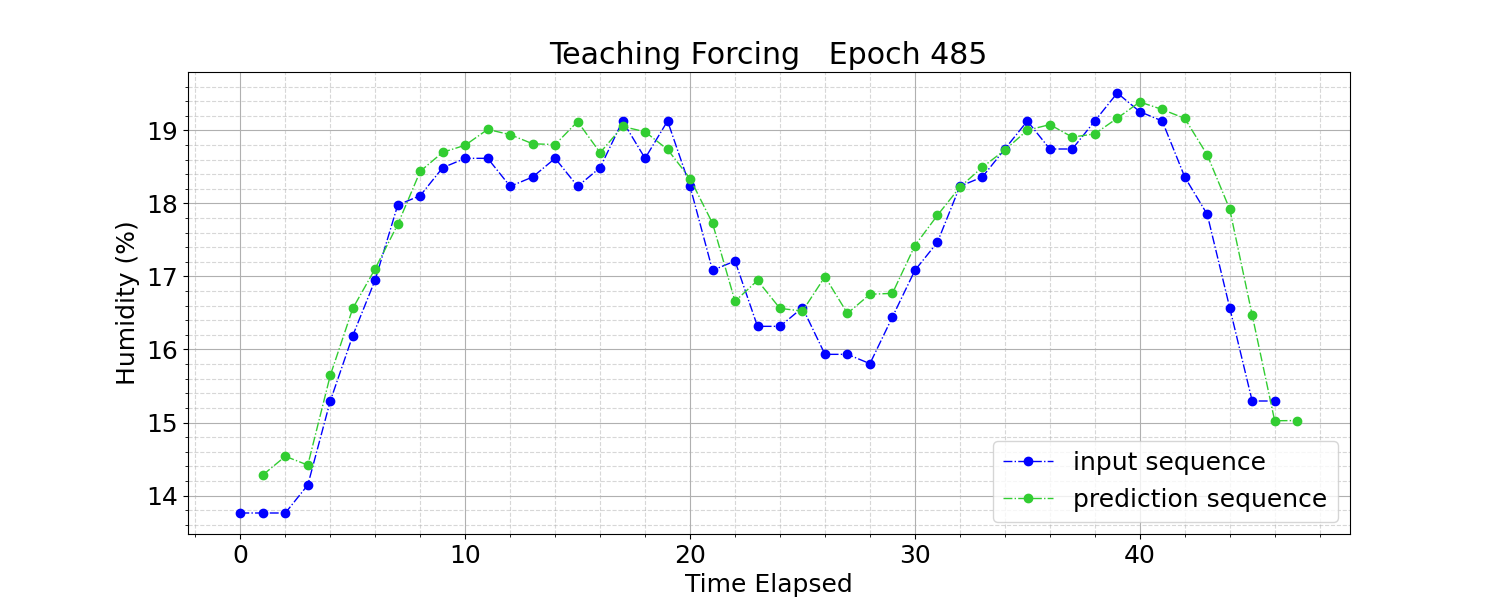 Teaching Forcing   Epoch 485
Humidity (%)
19
18
17
16
15
14
input sequence
prediction sequence
0 10 20 30 40
Time Elapsed